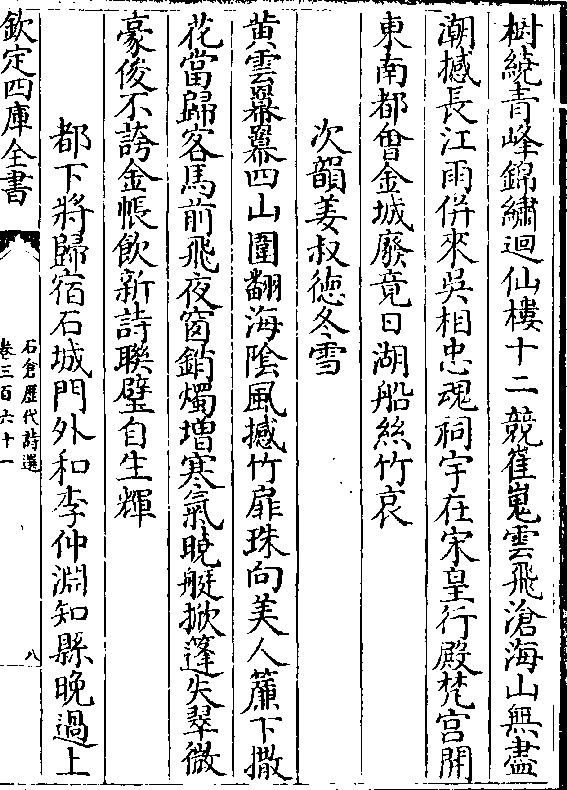 樹繞青峰錦繡迴仙樓十二競崔嵬雲飛滄海山無盡
潮撼長江雨併來吳相忠魂祠宇在宋皇行殿梵宮開
東南都會金城廢竟日湖船絲竹哀
次韻姜叔德冬雪
黄雲羃羃四山圍翻海陰風撼竹扉珠向美人簾下撒
花當歸客馬前飛夜窗銷燭增寒氣曉艇掀篷失翠微
豪俊不誇金帳飲新詩聯璧自生輝
都下將歸宿石城門外和李仲淵知縣晚過上
欽定四庫全書
石倉歷代詩選
卷三百六十一
八